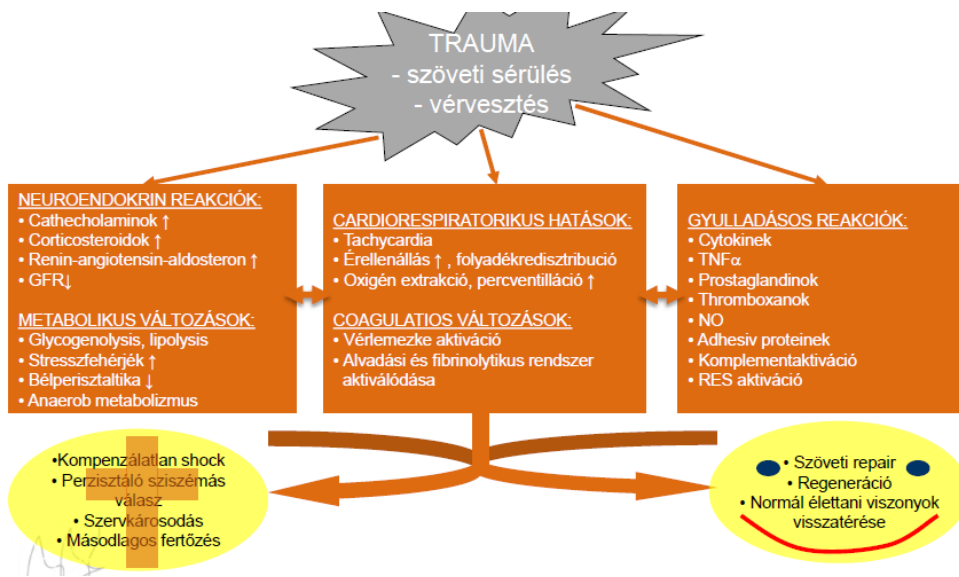 TRAUMA
- szöveti sérülés
- vérvesztés
NEUROENDOKRIN REAKCIÓK:
• Cathecholaminok ↑
• Corticosteroidok ↑
• Renin-angiotensin-aldosteron ↑
• GFR↓
METABOLIKUS VÁLTOZÁSOK:
• Glycogenolysis, lipolysis
• Stresszfehérjék ↑
• Bélperisztaltika ↓
• Anaerob metabolizmus
CARDIORESPIRATORIKUS HATÁSOK:
• Tachycardia
• Érellenállás ↑ , folyadékredisztribució
• Oxigén extrakció, percventilláció ↑
COAGULATIOS VÁLTOZÁSOK:
• Vérlemezke aktiváció
• Alvadási és fibrinolytikus rendszer
aktiválódása
GYULLADÁSOS REAKCIÓK:
• Cytokinek
• TNFα
• Prostaglandinok
• Thromboxanok
• NO
• Adhesiv proteinek
• Komplementaktiváció
• RES aktiváció
•Kompenzálatlan shock
• Perzisztáló sziszémás
válasz
• Szervkárosodás
• Másodlagos fertőzés
• Szöveti repair
• Regeneráció
• Normál élettani viszonyok
visszatérése